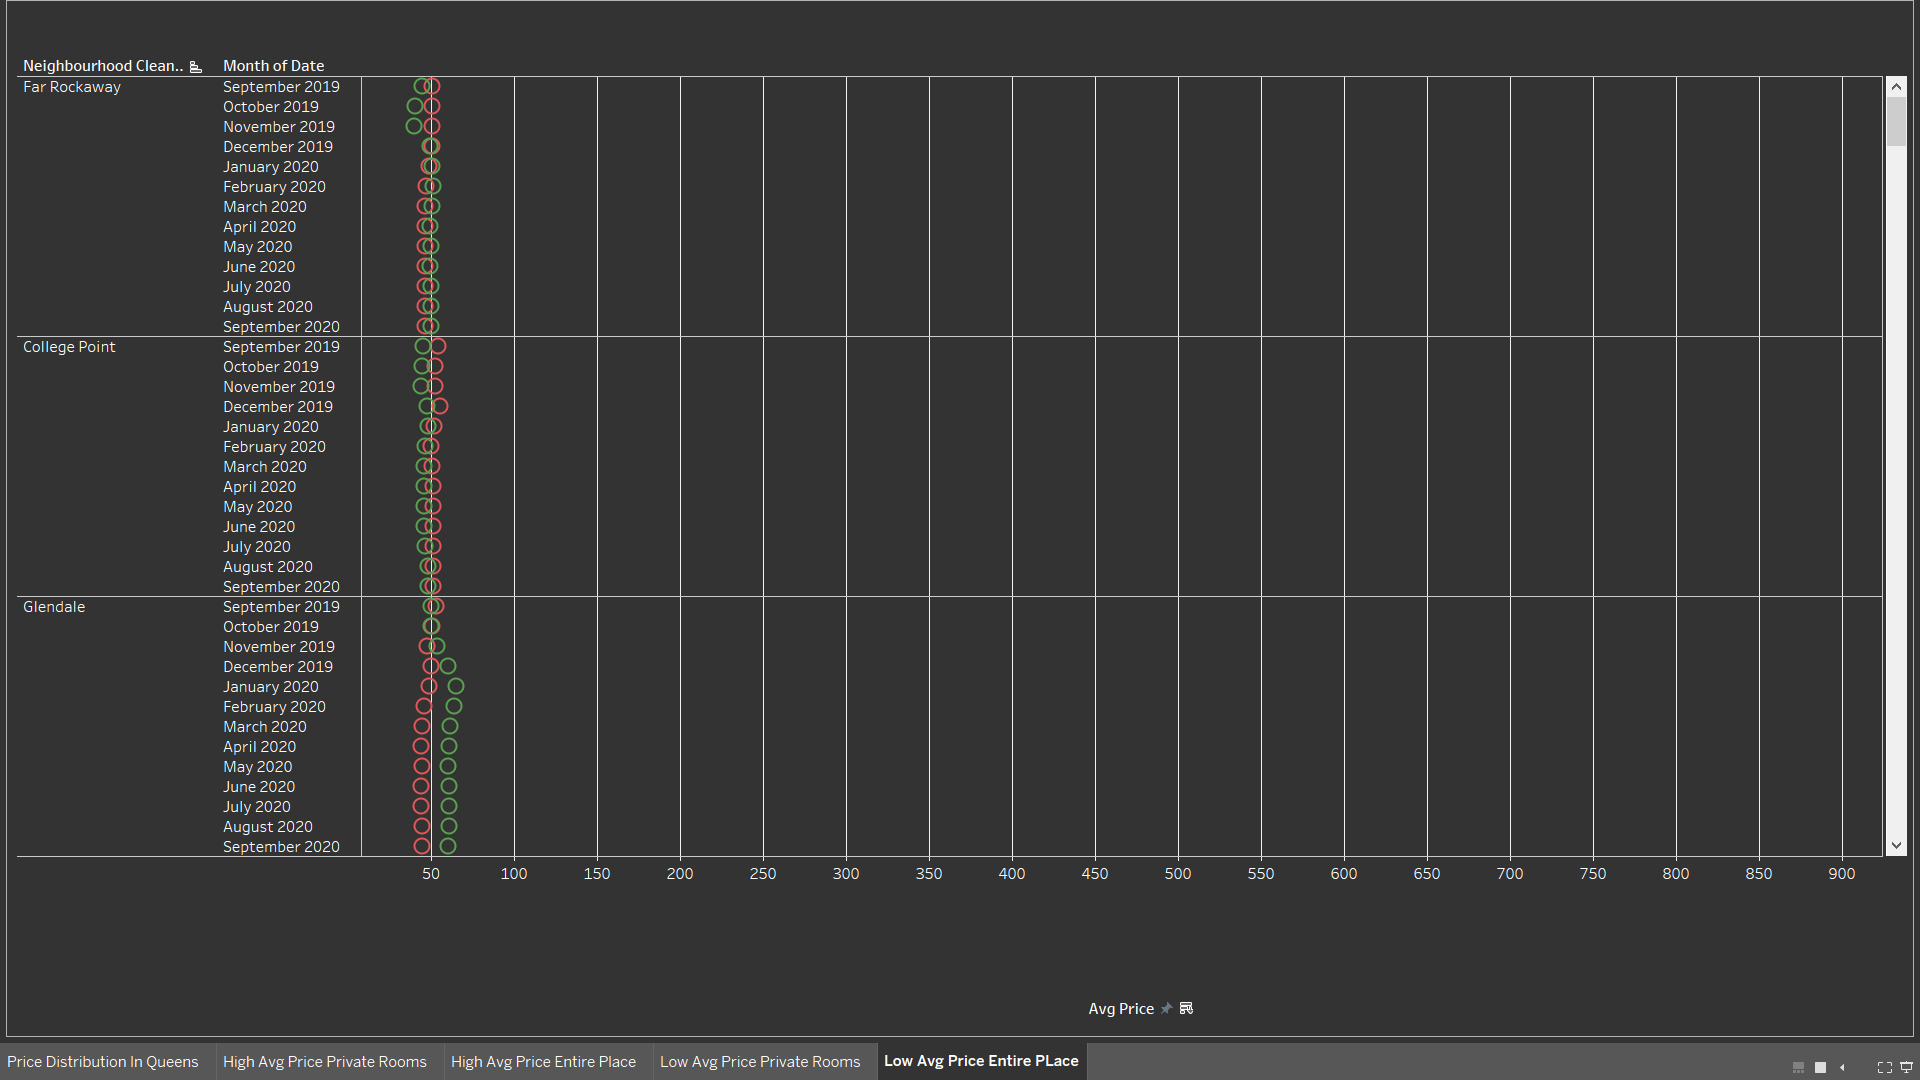 Neighbourhood Clean.. Month of Date
Far Rockaway September 2019
October 2019
November 2019
December 2019
January 2020
February 2020
March 2020
April 2020
May 2020
June 2020
July 2020
August 2020
September 2020
College Point September 2019
October 2019
November 2019
December 2019
January 2020
February 2020
March 2020
April 2020
May 2020
June 2020
July 2020
August 2020
September 2020
Glendale September 2019
October 2019
November 2019
December 2019
January 2020
February 2020
March 2020
April 2020
May 2020
June 2020
July 2020
August 2020
September 2020
50 100 150 200 250 300 350 400 450 500 550 600 650 700 750 800 850 900
Avg Price
Price Distribution In Queens High Avg Price Private Rooms High Avg Price Entire Place Low Avg Price Private Rooms Low Avg Price Entire PLace